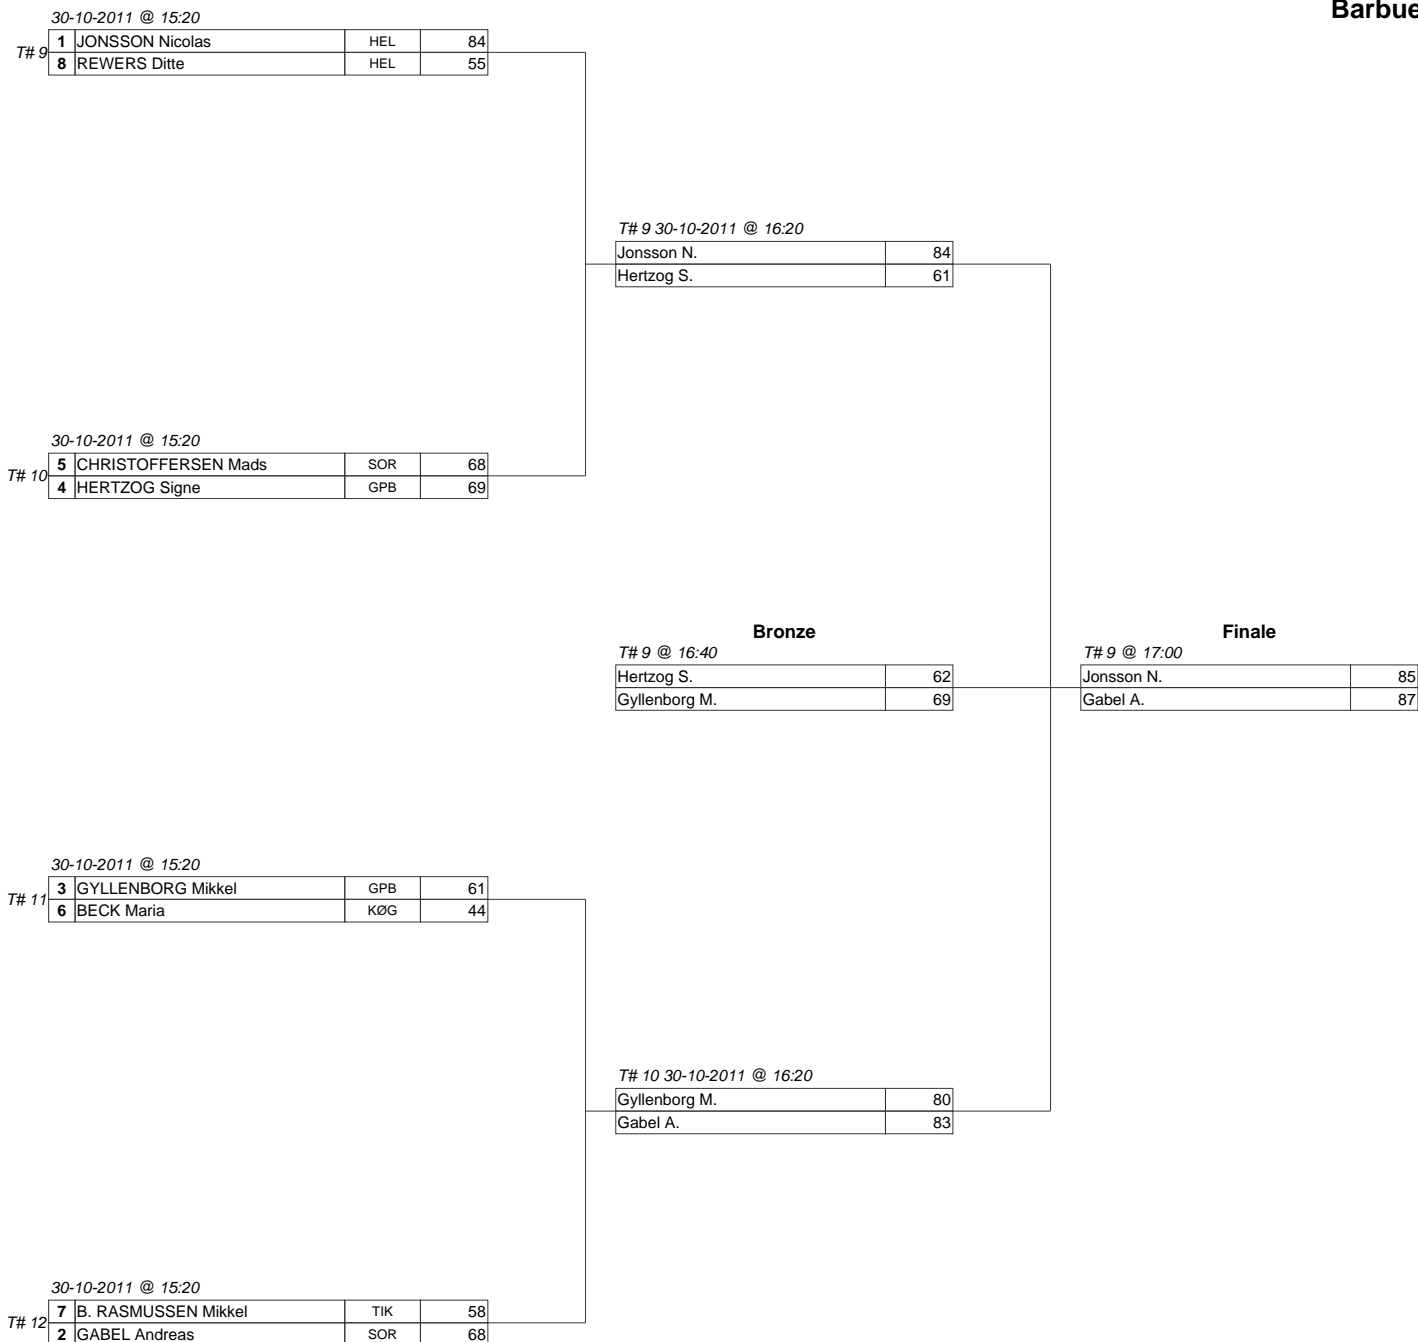 Barbue
30-10-2011 @ 15:20
T# 9
1 JONSSON Nicolas HEL 84
8 REWERS Ditte HEL 55
T# 9 30-10-2011 @ 16:20
Jonsson N. 84
Hertzog S. 61
30-10-2011 @ 15:20
T# 10
5 CHRISTOFFERSEN Mads SOR 68
4 HERTZOG Signe GPB 69
Bronze
T# 9 @ 16:40
Hertzog S. 62
Gyllenborg M. 69
Finale
T# 9 @ 17:00
Jonsson N. 85
Gabel A. 87
30-10-2011 @ 15:20
T# 11
3 GYLLENBORG Mikkel GPB 61
6 BECK Maria KØG 44
T# 10 30-10-2011 @ 16:20
Gyllenborg M. 80
Gabel A. 83
30-10-2011 @ 15:20
T# 12
7 B. RASMUSSEN Mikkel TIK 58
2 GABEL Andreas SOR 68